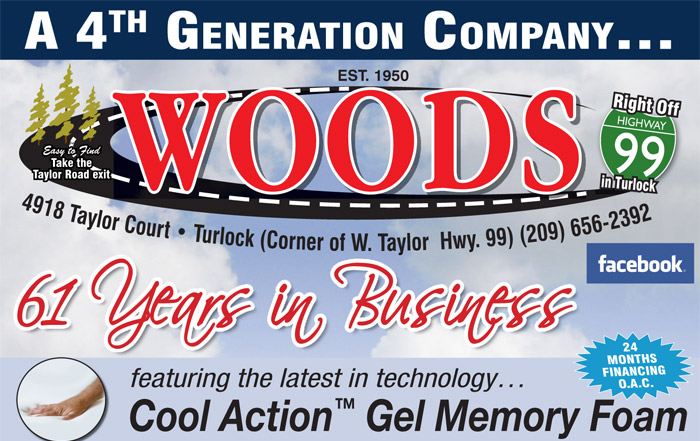 A 4TH GENERATION COMPANY...
EST. 1950
WOODS
Easy to Find
Take the
Taylor Road exit
Right Off
HIGHWAY
99
in Turlock
4918 Taylor Court • Turlock (Corner of W. Taylor Hwy. 99) (209) 656-2392
facebook
61 Years in Business
24
MONTHS
FINANCING
O.A.C.
featuring the latest in technology...
Cool Action™ Gel Memory Foam